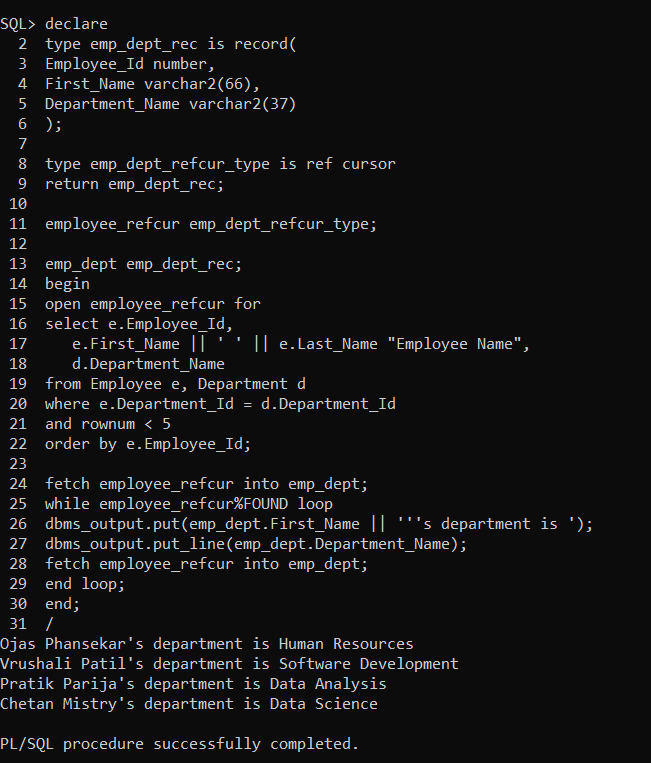 SQL> declare
  2  type emp_dept_rec is record(
  3  Employee_Id number,
  4  First_Name varchar2(66),
  5  Department_Name varchar2(37)
  6  );
  7
  8  type emp_dept_refcur_type is ref cursor
  9  return emp_dept_rec;
 10
 11  employee_refcur emp_dept_refcur_type;
 12
 13  emp_dept emp_dept_rec;
 14  begin
 15  open employee_refcur for
 16  select e.Employee_Id,
 17     e.First_Name || ' ' || e.Last_Name "Employee Name",
 18     d.Department_Name
 19  from Employee e, Department d
 20  where e.Department_Id = d.Department_Id
 21  and rownum < 5
 22  order by e.Employee_Id;
 23
 24  fetch employee_refcur into emp_dept;
 25  while employee_refcur%FOUND loop
 26  dbms_output.put(emp_dept.First_Name || '''s department is ');
 27  dbms_output.put_line(emp_dept.Department_Name);
 28  fetch employee_refcur into emp_dept;
 29  end loop;
 30  end;
 31  /
Ojas Phansekar's department is Human Resources
Vrushali Patil's department is Software Development
Pratik Parija's department is Data Analysis
Chetan Mistry's department is Data Science

PL/SQL procedure successfully completed.